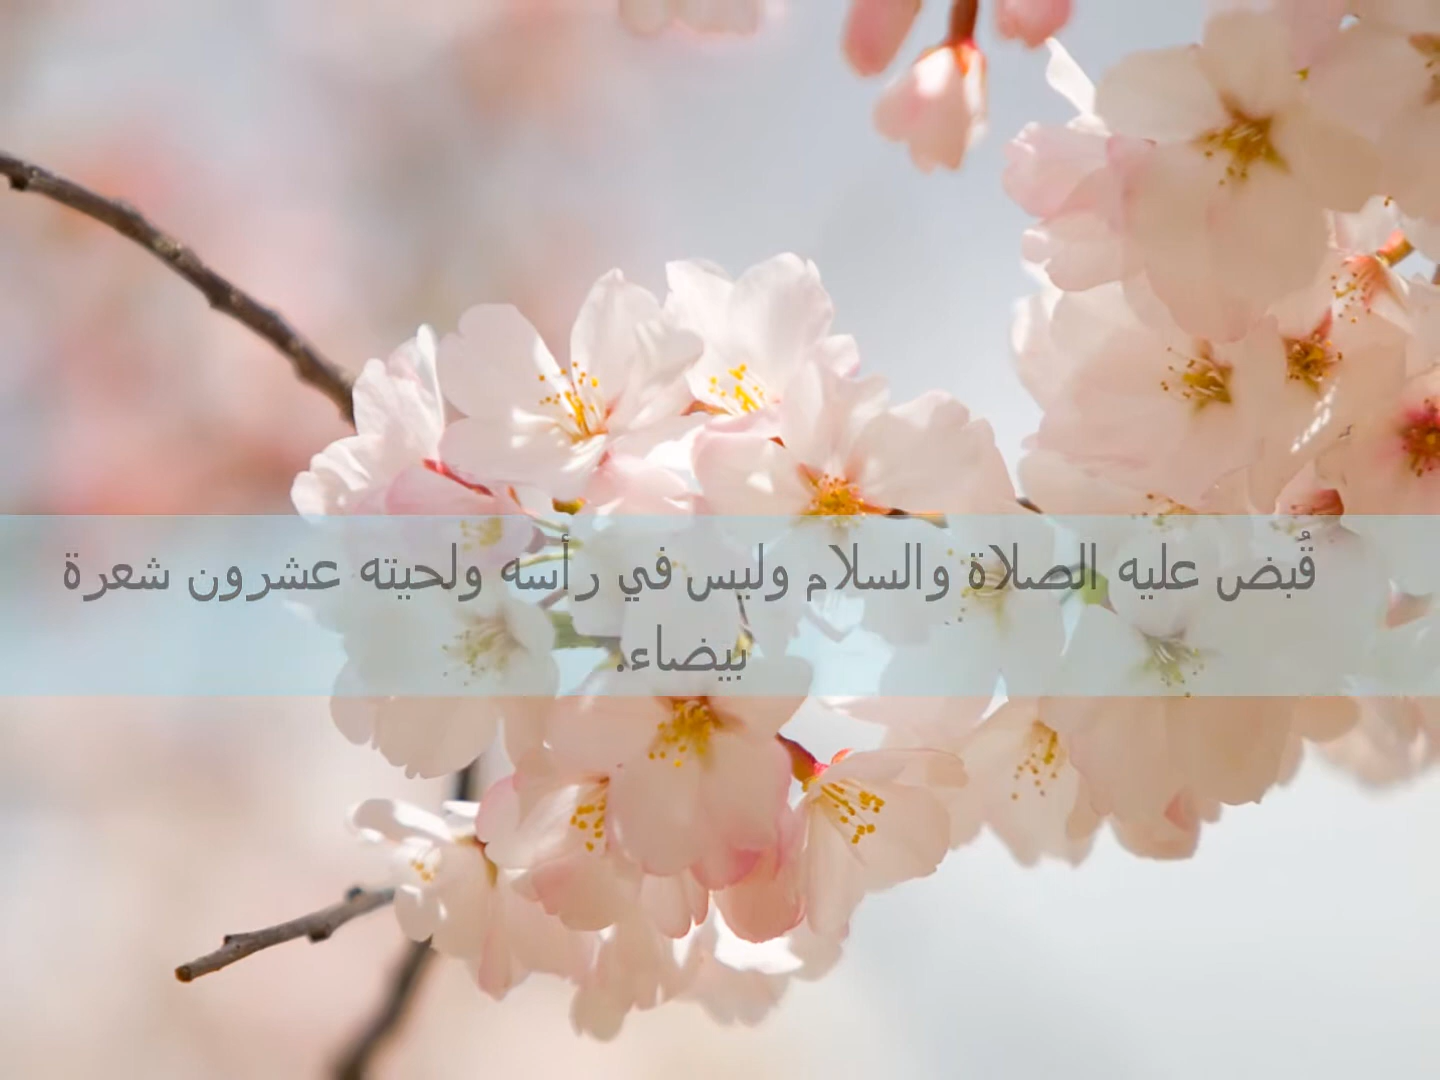 قُبض عليه الصلاة والسلام وليس في رأسه ولحيته عشرون شعرة
بيضاء.